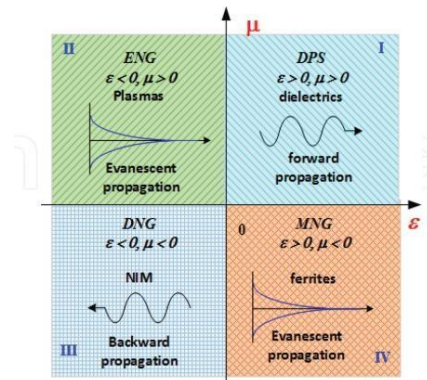 μ
II
ENG
ε<0, μ>0
Plasmas
Evanescent
propagation
I
DPS
ε>0, μ>0
dielectrics
forward
propagation
ε
0
DNG
ε<0, μ<0
NIM
Backward
propagation
III
MNG
ε>0, μ<0
ferrites
Evanescent
propagation
IV